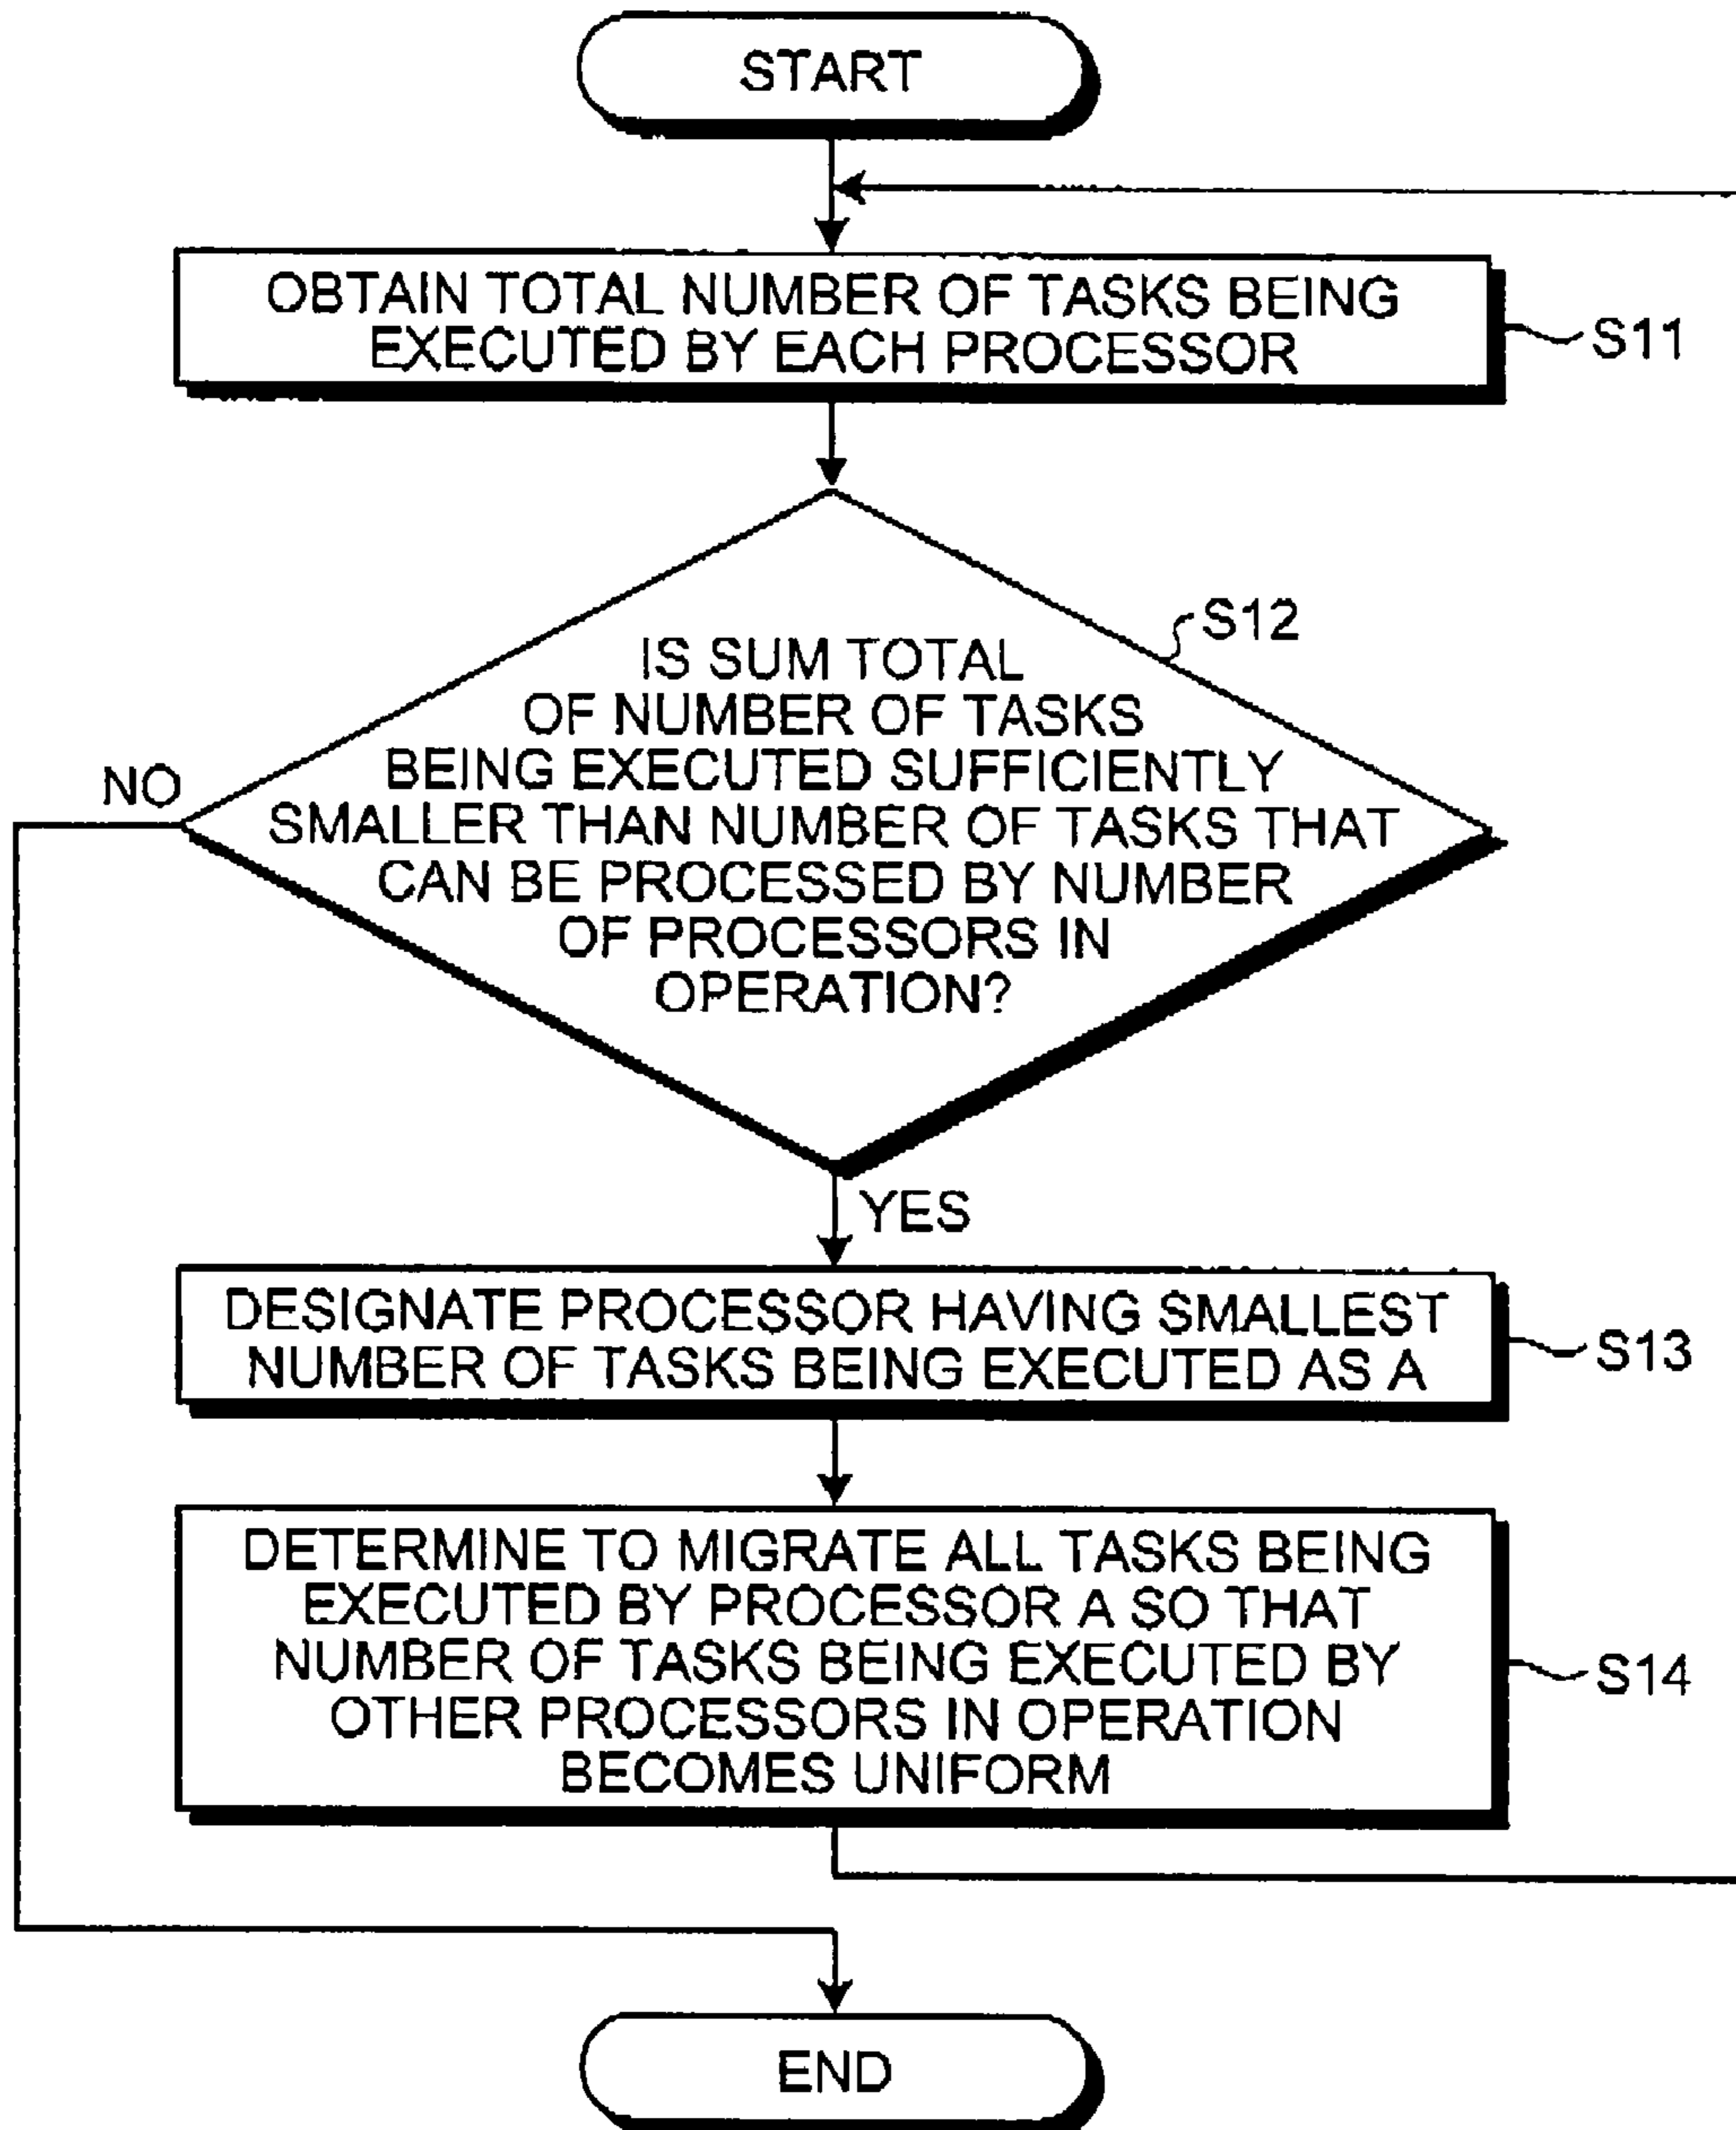 START
OBTAIN TOTAL NUMBER OF TASKS BEING
EXECUTED BY EACH PROCESSOR
S11
S12
IS SUM TOTAL
OF NUMBER OF TASKS
BEING EXECUTED SUFFICIENTLY
SMALLER THAN NUMBER OF TASKS THAT
CAN BE PROCESSED BY NUMBER
OF PROCESSORS IN
OPERATION?
NO
YES
DESIGNATE PROCESSOR HAVING SMALLEST
NUMBER OF TASKS BEING EXECUTED AS A
S13
DETERMINE TO MIGRATE ALL TASKS BEING
EXECUTED BY PROCESSOR A SO THAT
NUMBER OF TASKS BEING EXECUTED BY
OTHER PROCESSORS IN OPERATION
BECOMES UNIFORM
S14
END